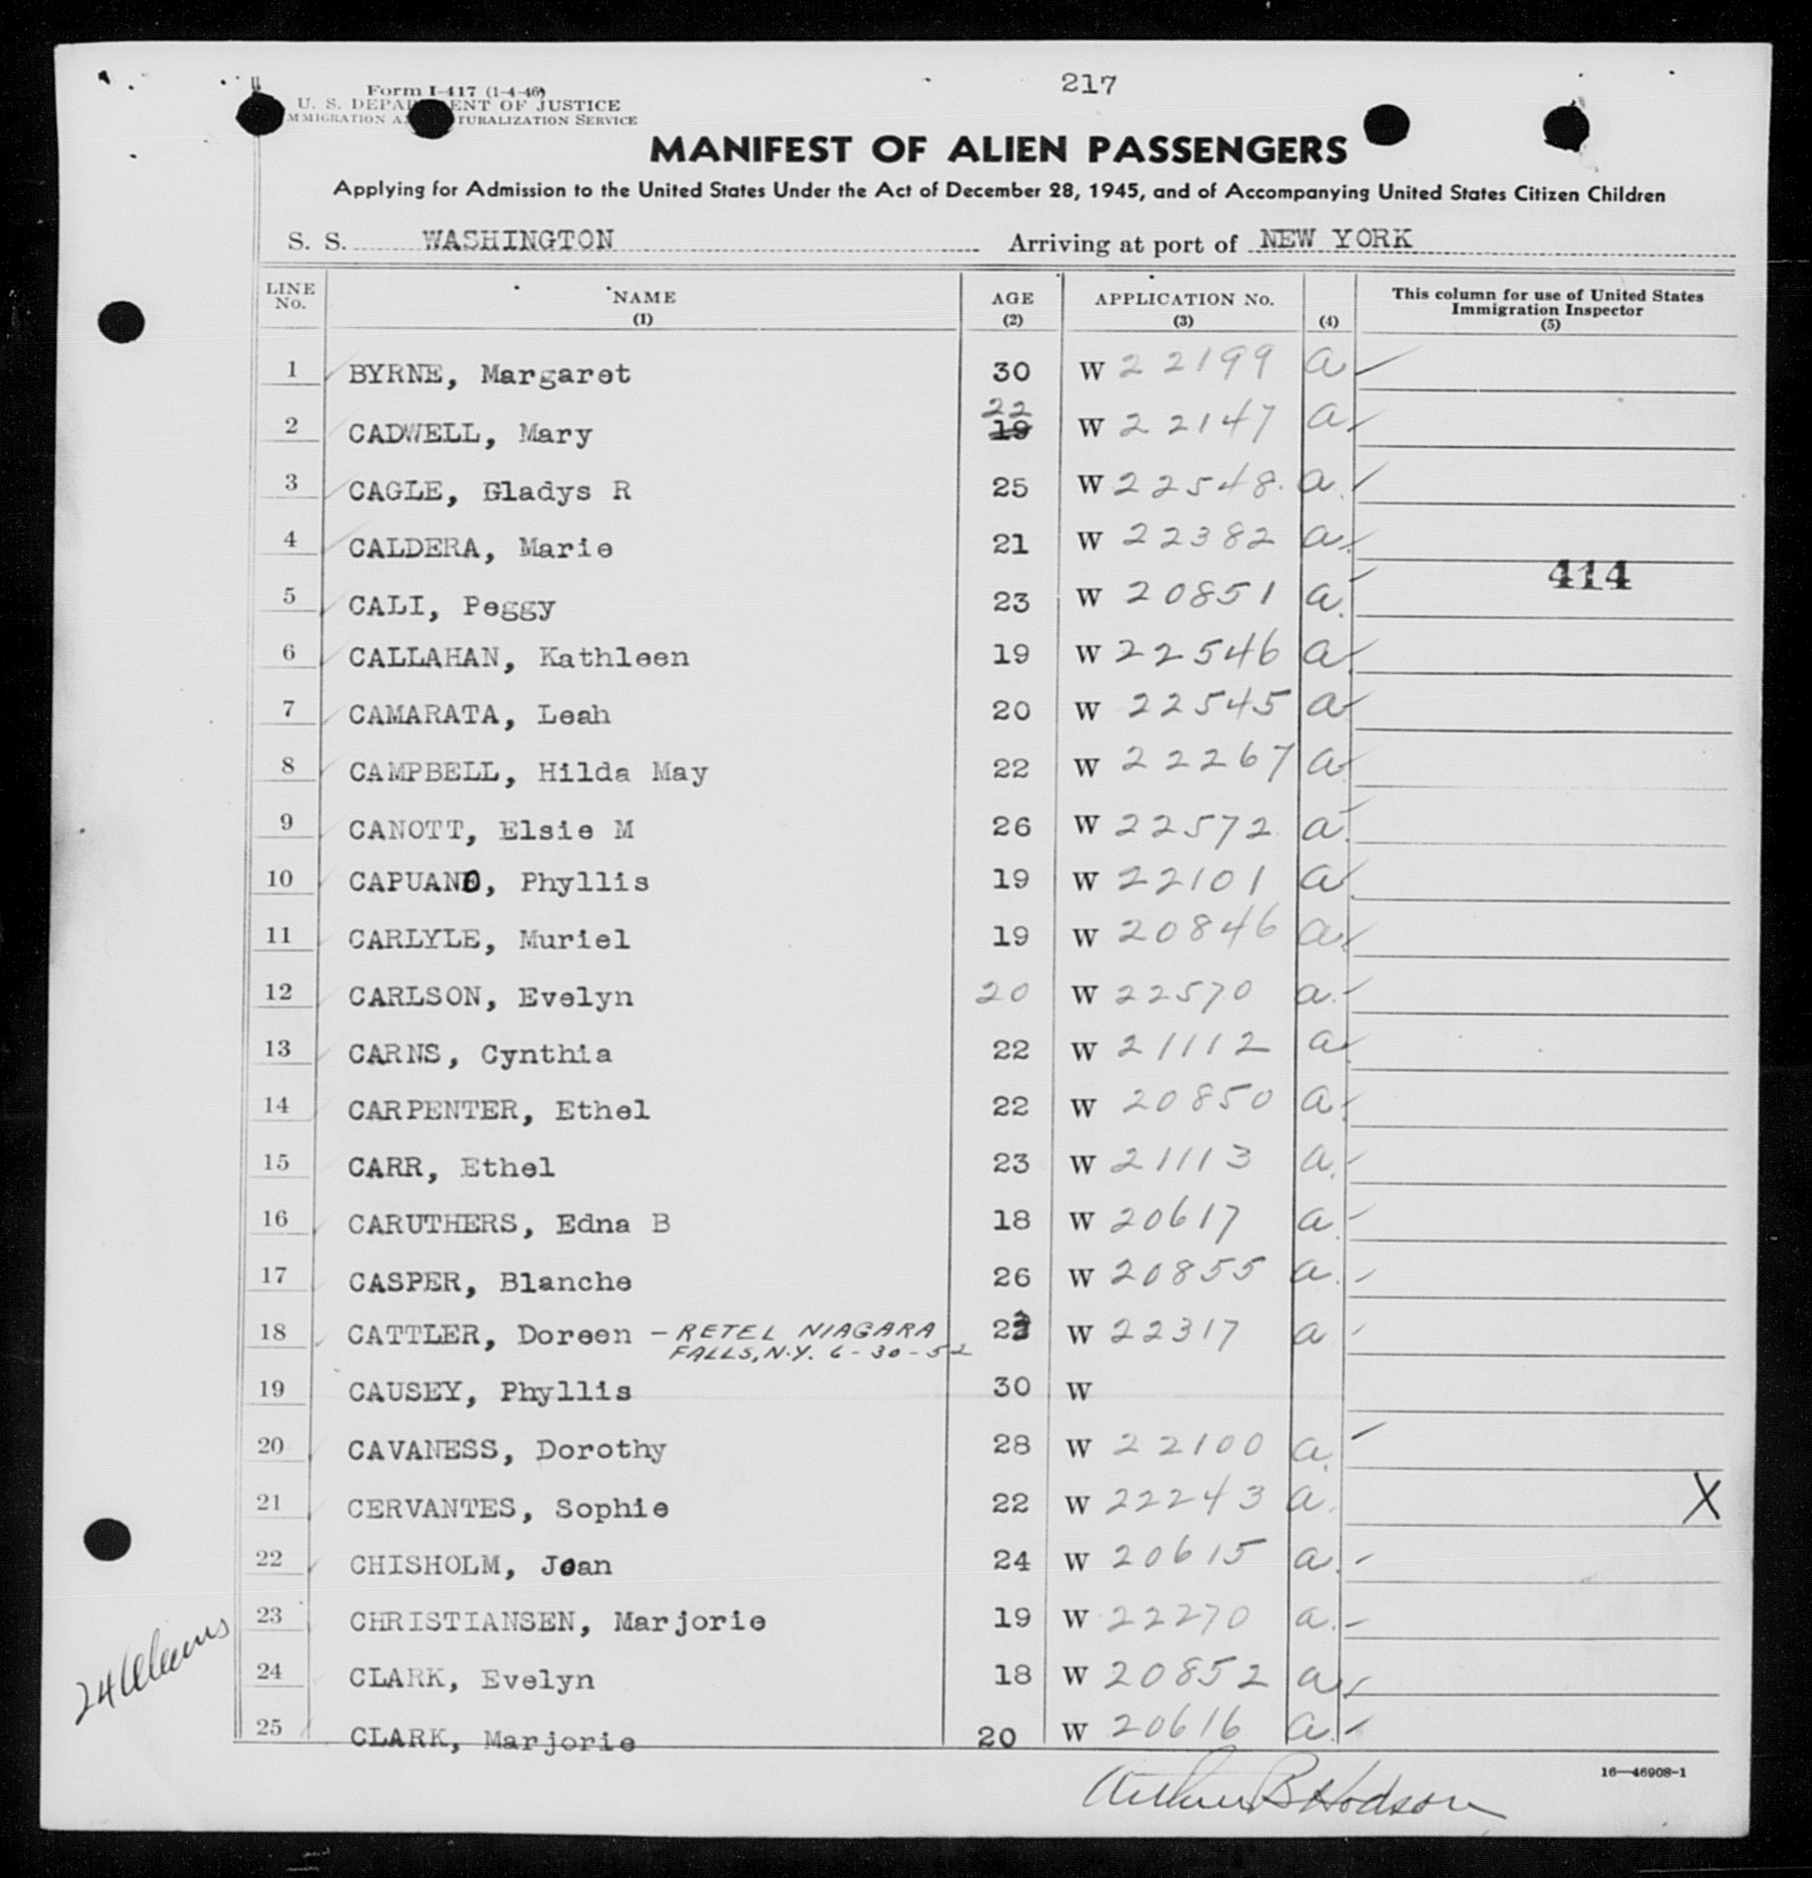 217
Form I-417 (1-4-46)
U. S. DEPARTMENT OF JUSTICE
IMMIGRATION AND NATURALIZATION SERVICE
MANIFEST OF ALIEN PASSENGERS
Applying for Admission to the United States Under the Act of December 28, 1945, and of Accompanying United States Citizen Children
S. S. WASHINGTON Arriving at port of NEW YORK
LINE No. NAME (1) AGE (2) APPLICATION No. (3) (4) This column for use of United States Immigration Inspector (5)
1 BYRNE, Margaret 30 W 22199 a
2 CADWELL, Mary 22 19 W 22147 a
3 CAGLE, Gladys R 25 W 22548 a
4 CALDERA, Marie 21 W 22382 a
414
5 CALI, Peggy 23 W 20851 a
6 CALLAHAN, Kathleen 19 W 22546 a
7 CAMARATA, Leah 20 W 22545 a
8 CAMPBELL, Hilda May 22 W 22267 a
9 CANOTT, Elsie M 26 W 22572 a
10 CAPUANO, Phyllis 19 W 22101 a
11 CARLYLE, Muriel 19 W 20846 a
12 CARLSON, Evelyn 20 W 22570 a
13 CARNS, Cynthia 22 W 21112 a
14 CARPENTER, Ethel 22 W 20850 a
15 CARR, Ethel 23 W 21113 a
16 CARUTHERS, Edna B 18 W 20617 a
17 CASPER, Blanche 26 W 20855 a
18 CATTLER, Doreen - RETEL NIAGARA FALLS, N.Y. 6-30-52 W 22317 a
19 CAUSEY, Phyllis 30 W
20 CAVANESS, Dorothy 28 W 22100 a
21 CERVANTES, Sophie 22 W 22243 a X
22 CHISHOLM, Joan 24 W 20615 a
23 CHRISTIANSEN, Marjorie 19 W 22270 a
24 CLARK, Evelyn 18 W 20852 a
25 CLARK, Marjorie 20 W 20616 a
24 Aliens
16—46908-1
Arthur B Hodson